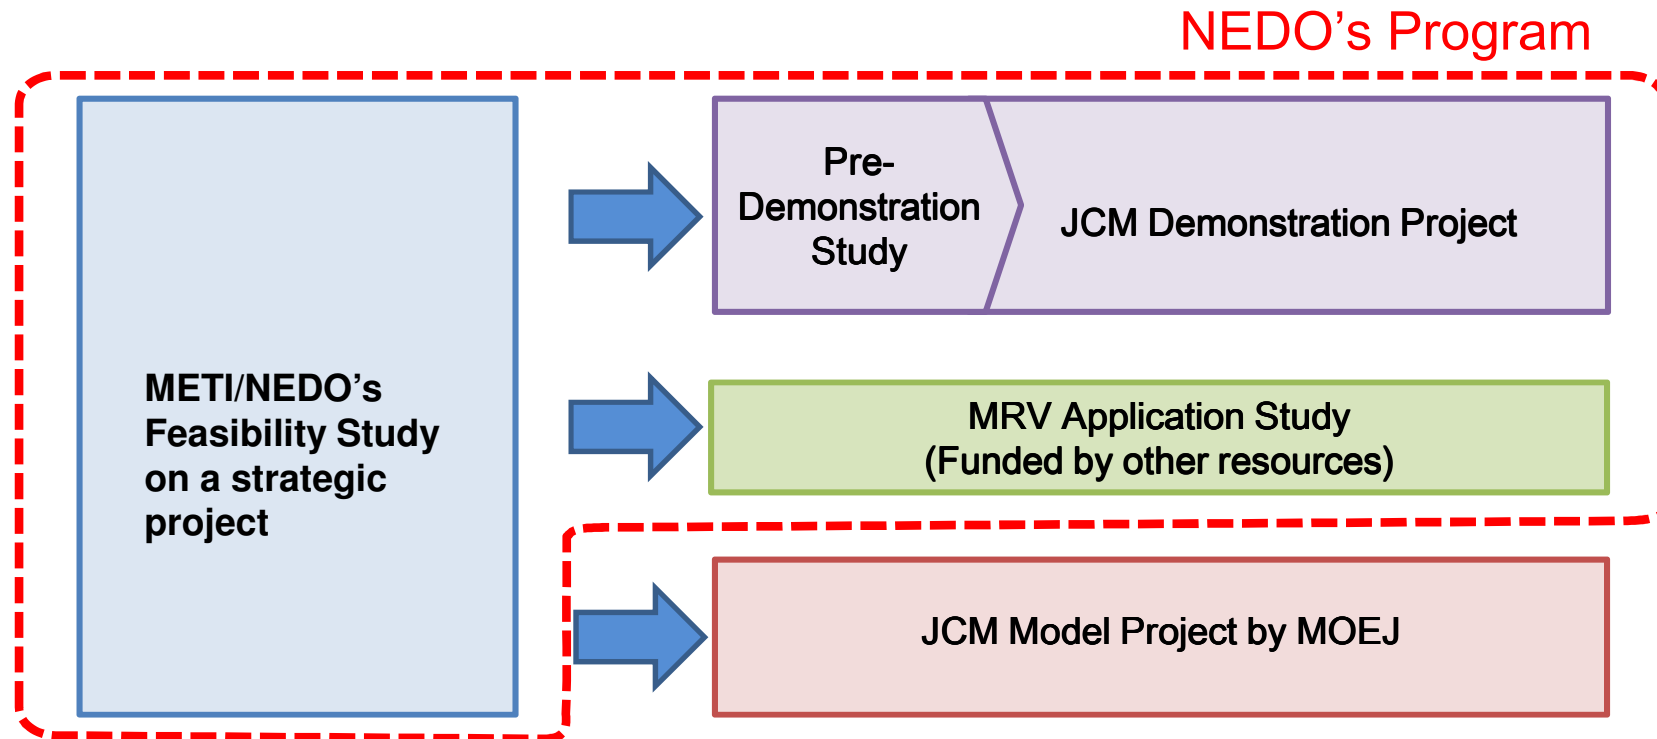 NEDO’s Program
METI/NEDO’s
Feasibility Study
on a strategic
project
Pre-
Demonstration
Study
JCM Demonstration Project
MRV Application Study
(Funded by other resources)
JCM Model Project by MOEJ